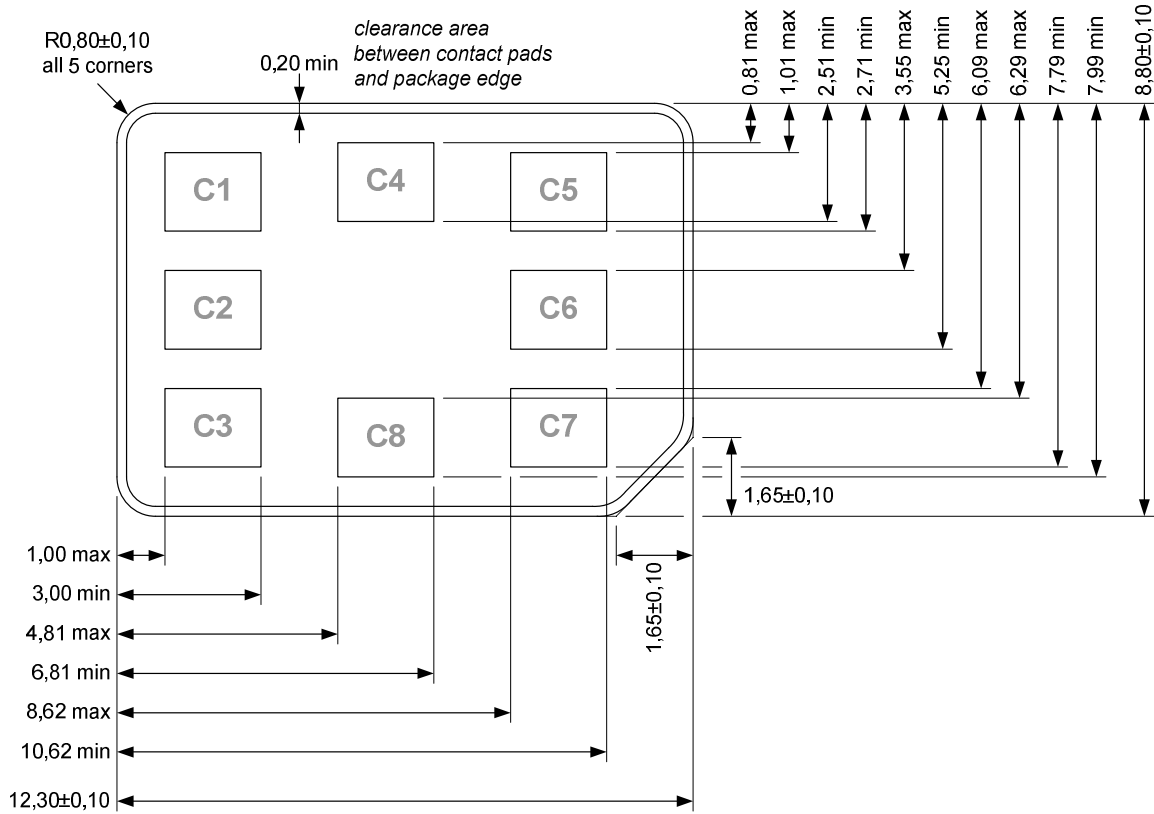 R0,80±0,10
all 5 corners
0,20 min
clearance area
between contact pads
and package edge
0,81 max
1,01 max
2,51 min
2,71 min
3,55 max
5,25 min
6,09 max
6,29 max
7,79 min
7,99 min
8,80±0,10
C1
C4
C5
C2
C6
C3
C8
C7
1,65±0,10
1,65±0,10
1,00 max
3,00 min
4,81 max
6,81 min
8,62 max
10,62 min
12,30±0,10